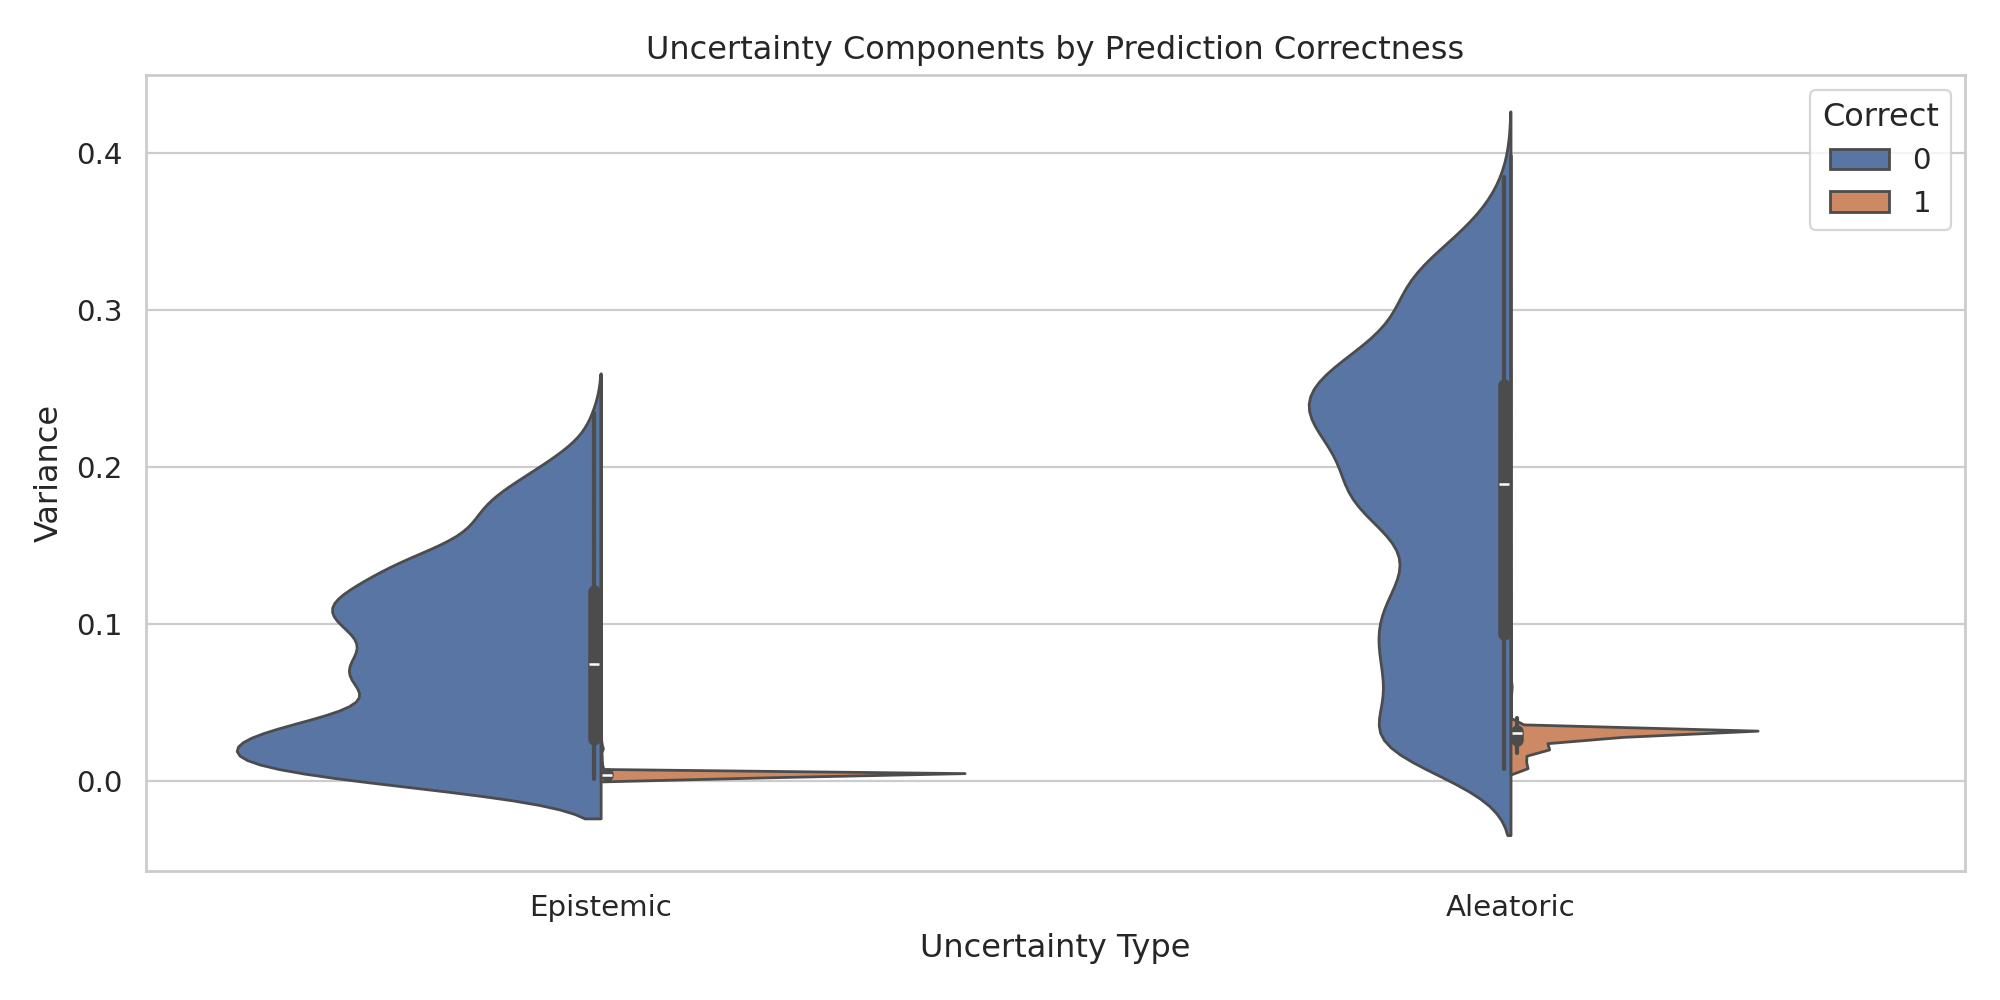 Uncertainty Components by Prediction Correctness
Correct
0
1
0.4
0.3
0.2
0.1
0.0
Variance
Epistemic
Aleatoric
Uncertainty Type